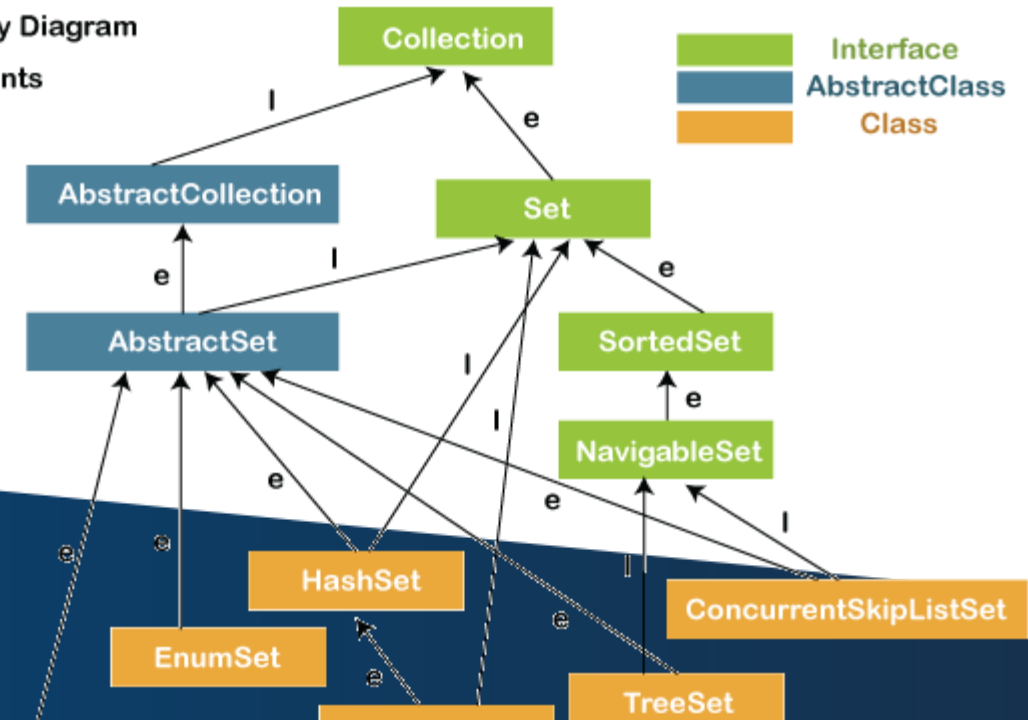 y Diagram
Collection
Interface
nts
AbstractClass
I
e
Class
AbstractCollection
Set
I
e
e
AbstractSet
SortedSet
I
e
I
NavigableSet
e
e
I
e
e
I
HashSet
ConcurrentSkipListSet
e
EnumSet
e
TreeSet